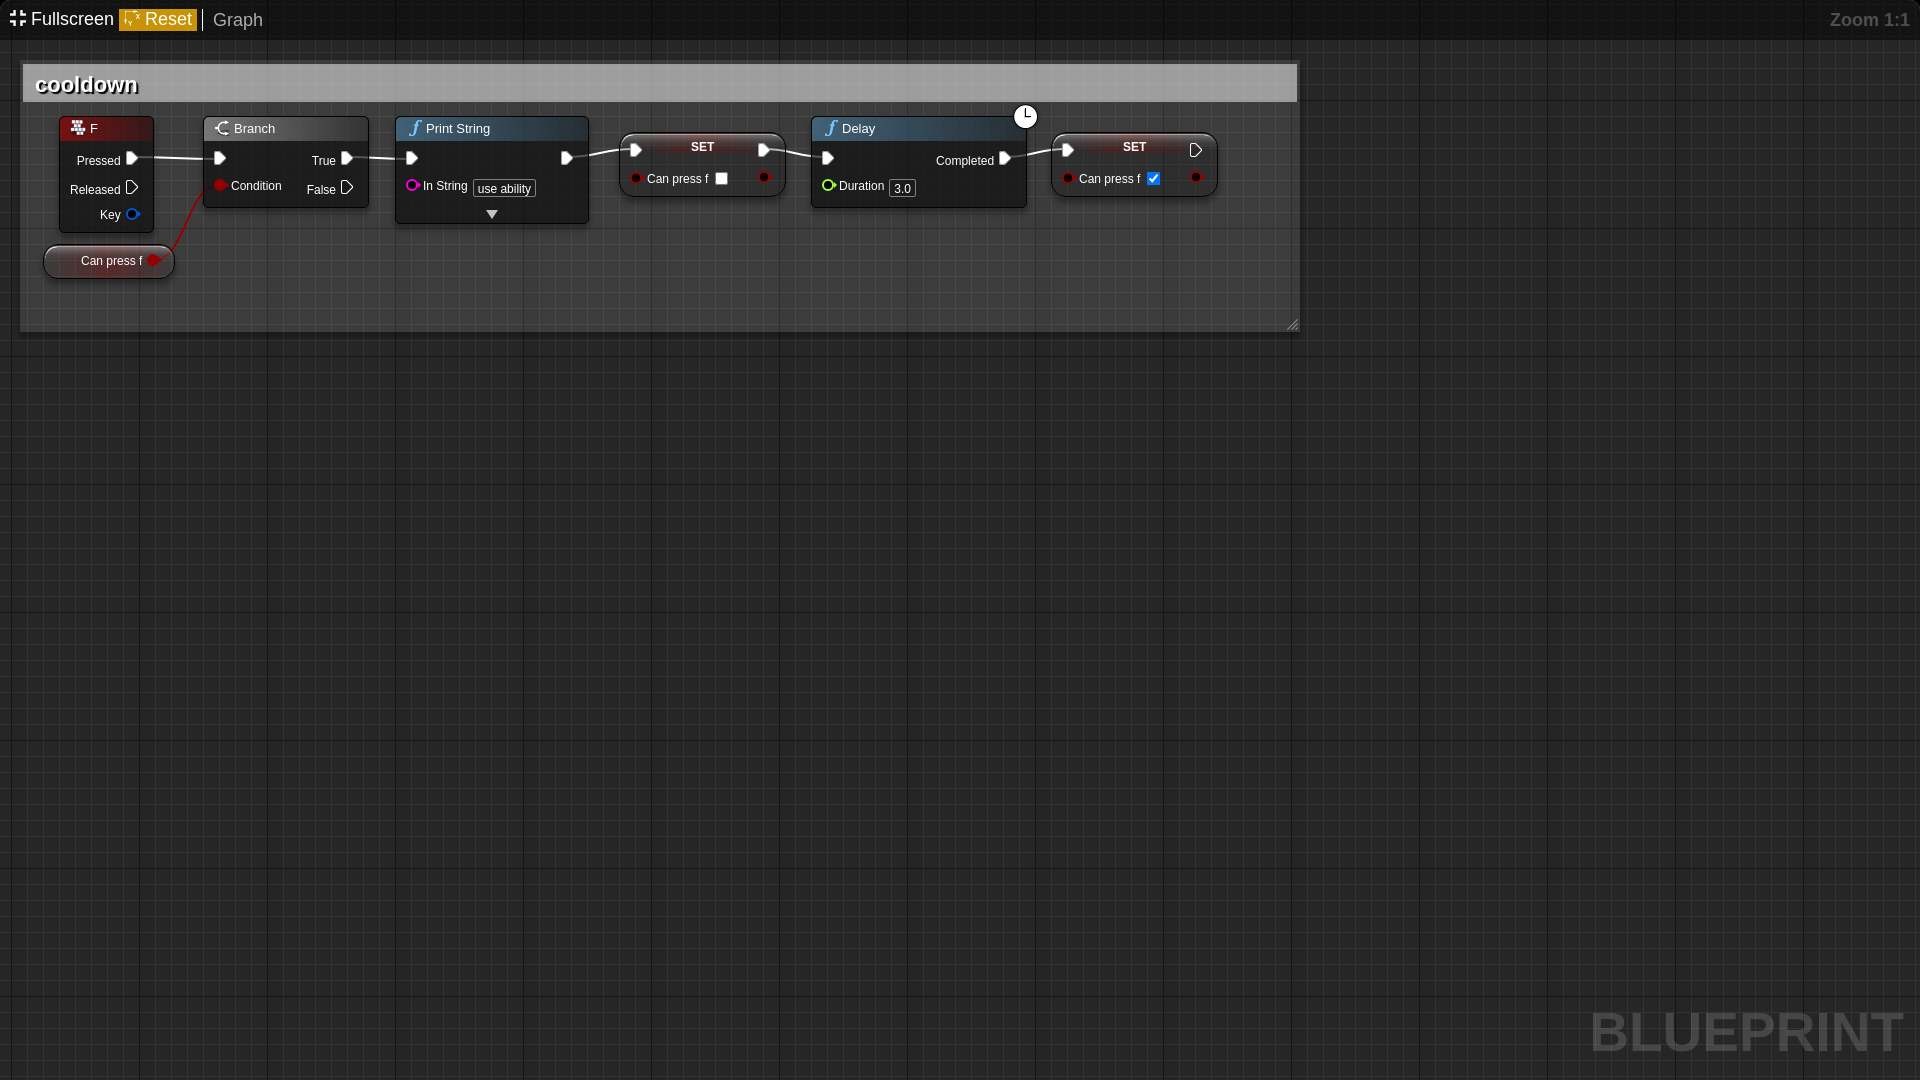 Fullscreen Reset Graph Zoom 1:1
cooldown
F
Pressed
Released
Key
Can press f
Branch
True
Condition
False
Print String
In String use ability
SET
Can press f
Delay
Completed
Duration 3.0
SET
Can press f
BLUEPRINT